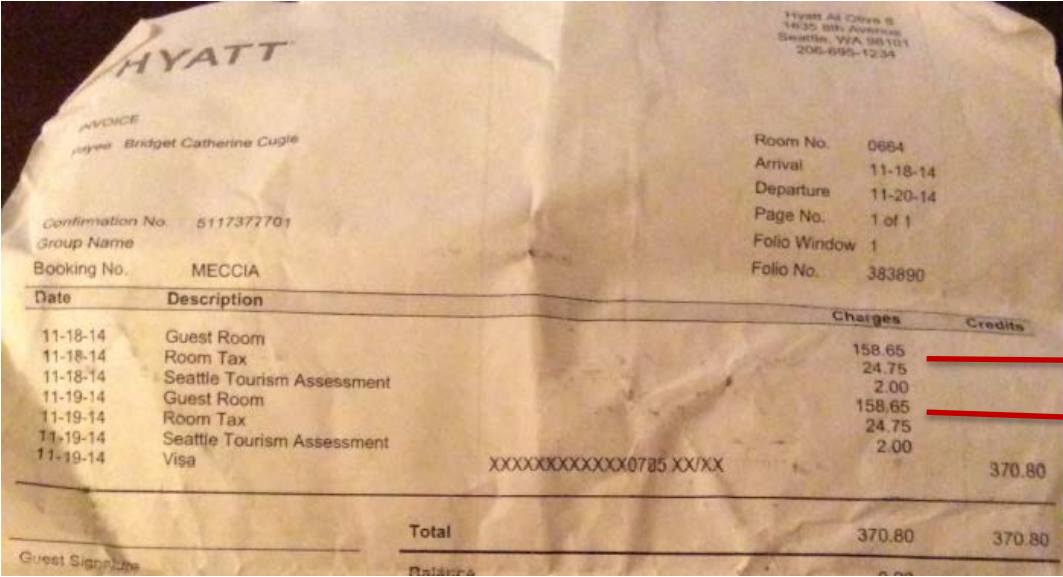 HYATT
Hyatt At Olive 8
1635 8th Avenue
Seattle, WA 98101
206-695-1234
INVOICE
Payee Bridget Catherine Cugle
Room No. 0664
Arrival 11-18-14
Departure 11-20-14
Confirmation No. 5117377701
Page No. 1 of 1
Group Name
Folio Window 1
Booking No. MECCIA
Folio No. 383890
Date Description Charges Credits
11-18-14 Guest Room 158.65
11-18-14 Room Tax 24.75
11-18-14 Seattle Tourism Assessment 2.00
11-19-14 Guest Room 158.65
11-19-14 Room Tax 24.75
11-19-14 Seattle Tourism Assessment 2.00
11-19-14 Visa XXXXXXXXXXXX0785 XX/XX 370.80
Total 370.80 370.80
Guest Signature
Balance 0.00